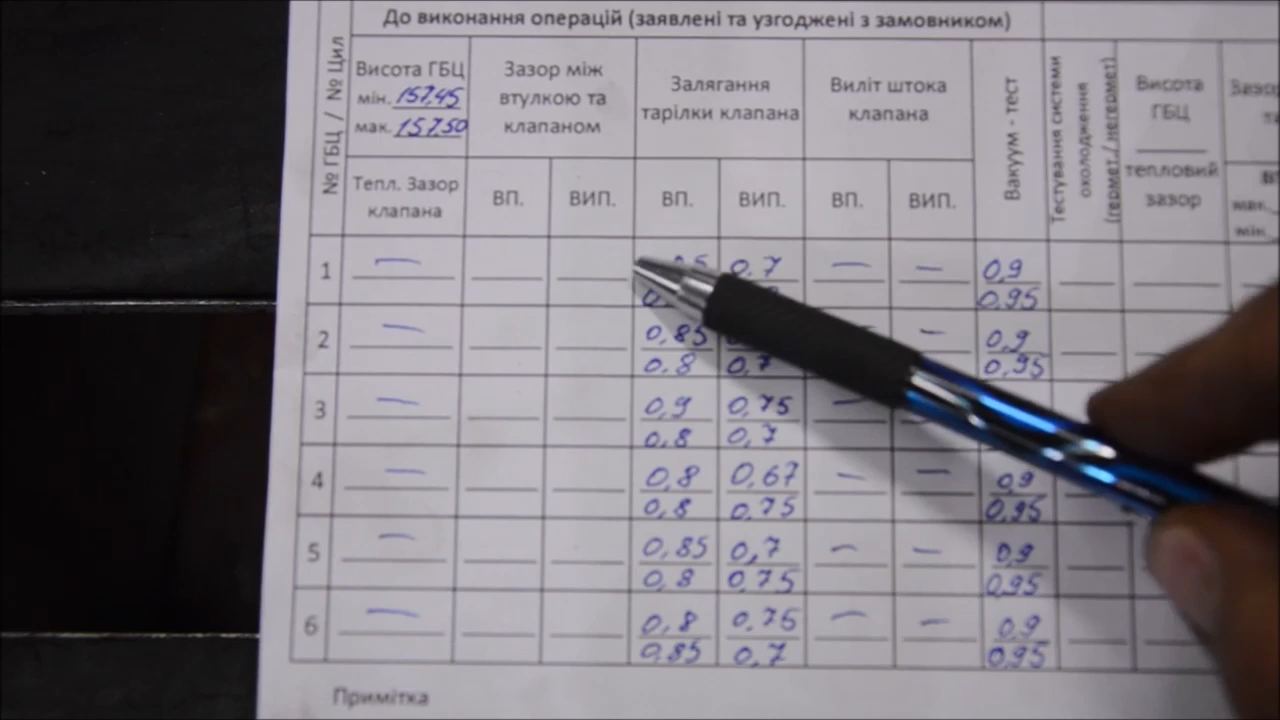 До виконання операцій (заявлені та узгоджені з замовником)
№ ГБЦ / № Цил
Висота ГБЦ
мін. 157,45
мак. 157.50
Зазор між
втулкою та
клапаном
Залягання
тарілки клапана
Виліт штока
клапана
Вакуум - тест
Тестування системи
охолодження
(гермет./ негермет)
Висота
ГБЦ
Тепл. Зазор
клапана
ВП. ВИП. ВП. ВИП. ВП. ВИП.
тепловий
зазор
мак.
мін.
1 — 0.7 — — 0,9
0.95
2 — 0,85 — 0,9
0.8 0,7 0,95
3 — 0,9 0,75 —
0,8 0,7
4 — 0,8 0,67 — — 0,9
0,8 0.75 0,95
5 — 0,85 0,7 — — 0,9
0,8 0.75 0,95
6 — 0,8 0.75 — — 0.9
0.85 0,7 0,95
Примітка